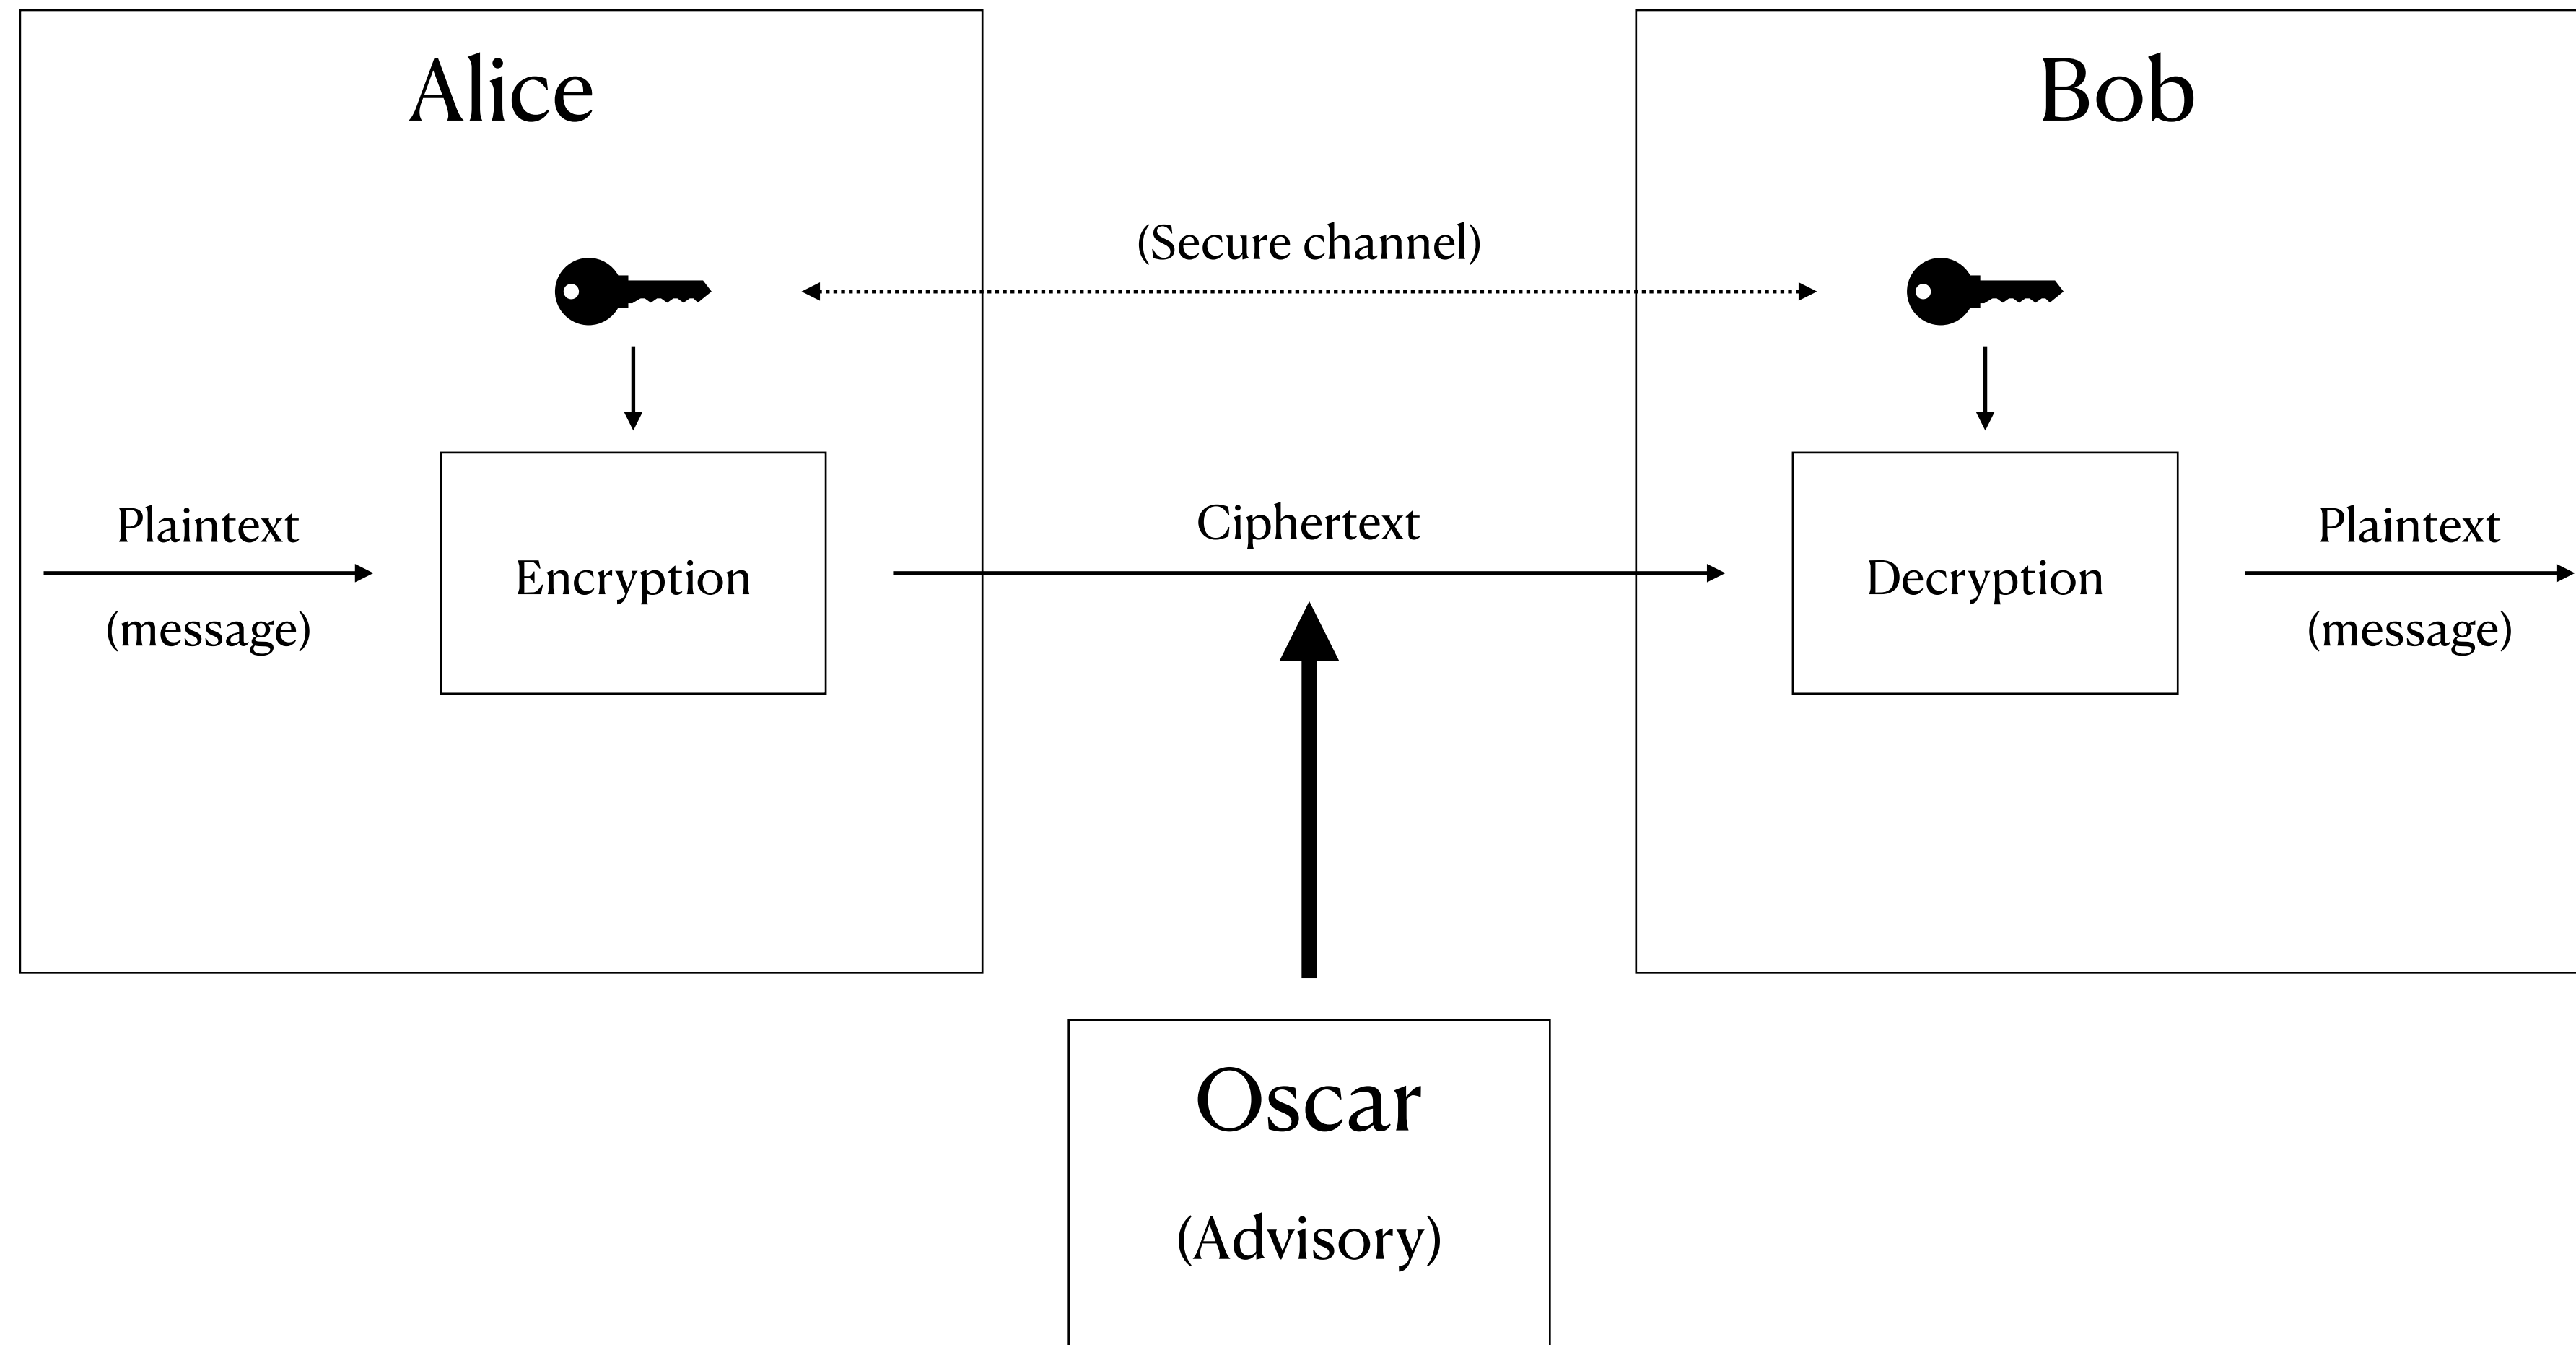 Alice
Bob
(Secure channel)
Plaintext
(message)
Encryption
Ciphertext
Decryption
Plaintext
(message)
Oscar
(Advisory)